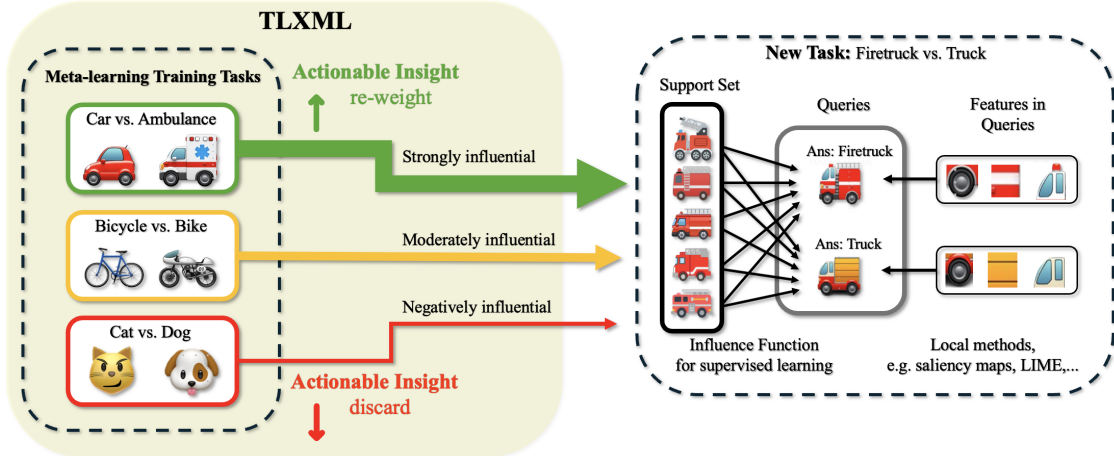 TLXML
Meta-learning Training Tasks
Car vs. Ambulance
Bicycle vs. Bike
Cat vs. Dog
Actionable Insight
re-weight
Strongly influential
Moderately influential
Negatively influential
Actionable Insight
discard
New Task: Firetruck vs. Truck
Support Set
Queries
Features in
Queries
Ans: Firetruck
Ans: Truck
Influence Function
for supervised learning
Local methods,
e.g. saliency maps, LIME,...